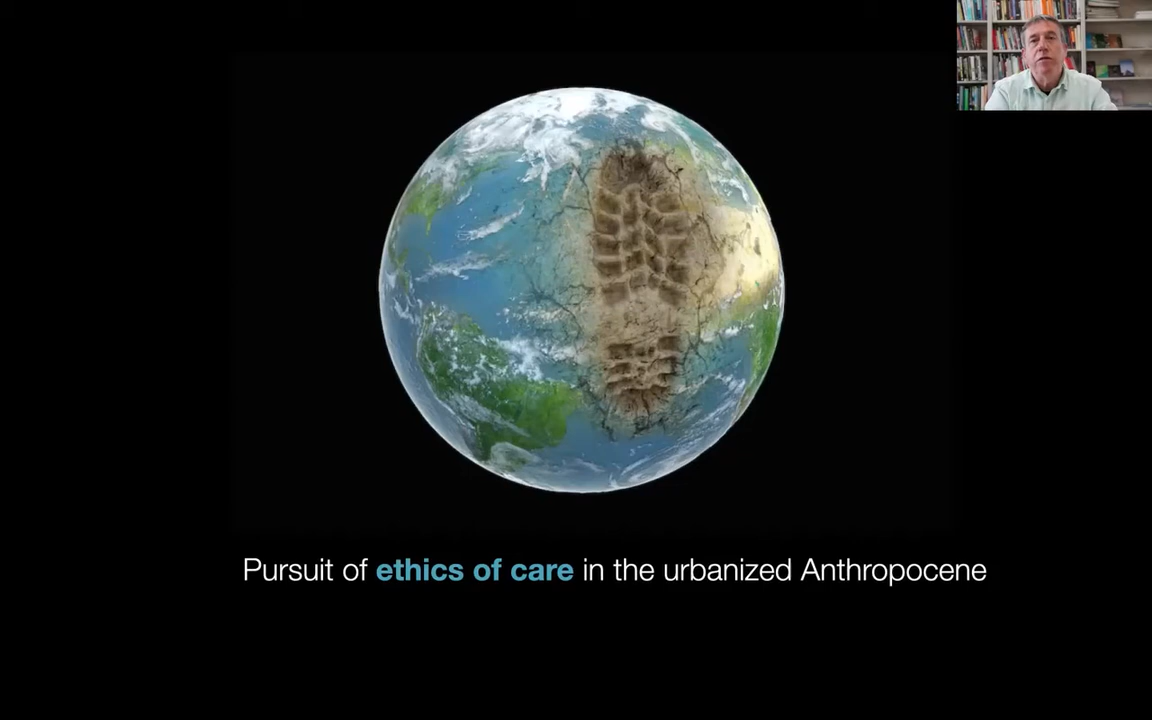 Pursuit of ethics of care in the urbanized Anthropocene